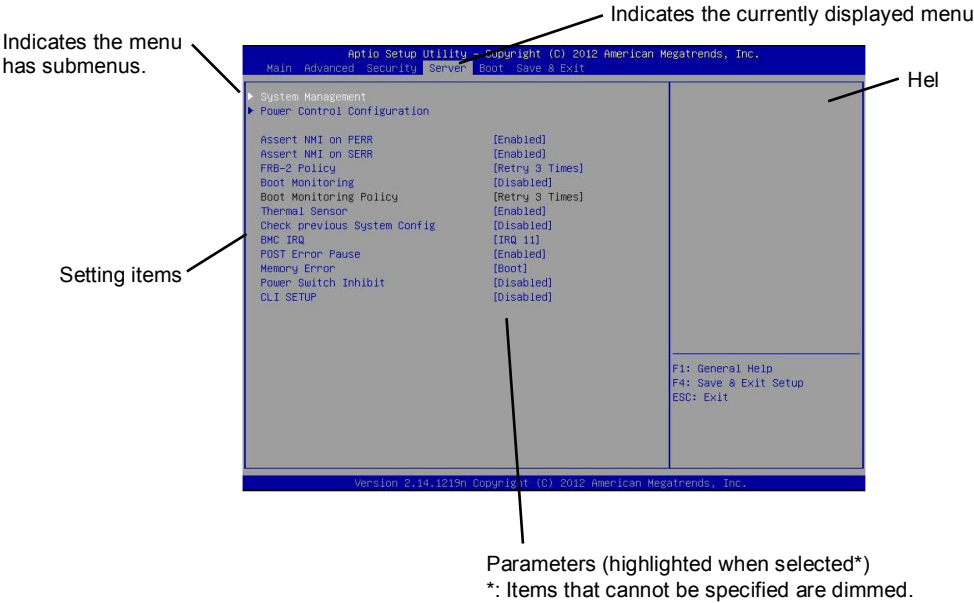 Indicates the currently displayed menu
Indicates the menu
has submenus.
Aptio Setup Utility – Copyright (C) 2012 American Megatrends, Inc.
Main Advanced Security Server Boot Save & Exit
Hel
System Management
Power Control Configuration
Assert NMI on PERR [Enabled]
Assert NMI on SERR [Enabled]
FRB-2 Policy [Retry 3 Times]
Boot Monitoring [Disabled]
Boot Monitoring Policy [Retry 3 Times]
Thermal Sensor [Enabled]
Check previous System Config [Disabled]
BMC IRQ [IRQ 11]
POST Error Pause [Enabled]
Memory Error [Boot]
Power Switch Inhibit [Disabled]
CLI SETUP [Disabled]
Setting items
F1: General Help
F4: Save & Exit Setup
ESC: Exit
Version 2.14.1219n Copyright (C) 2012 American Megatrends, Inc.
Parameters (highlighted when selected*)
*: Items that cannot be specified are dimmed.